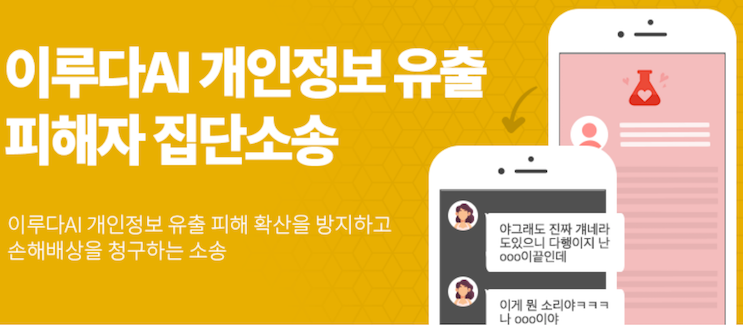 이루다AI 개인정보 유출
피해자 집단소송
이루다AI 개인정보 유출 피해 확산을 방지하고
손해배상을 청구하는 소송
야그래도 진짜 걔네라
도있으니 다행이지 난
ooo이끝인데
이게 뭔 소리야ㅋㅋㅋ
나 ooo이야